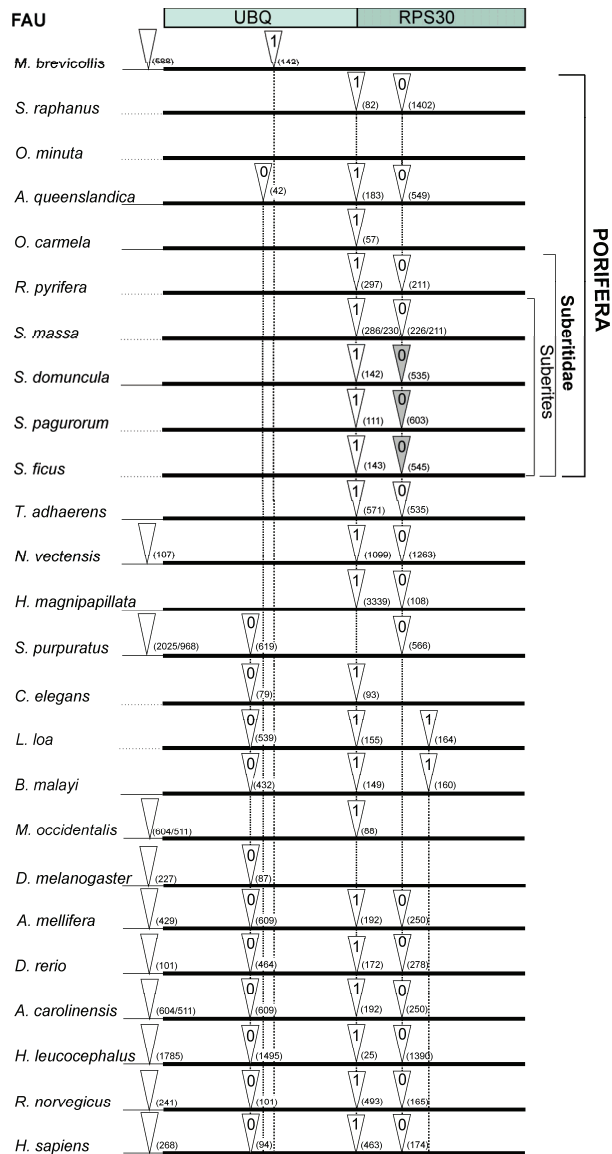 FAU UBQ RPS30
M. brevicollis (588) 1 (142)
S. raphanus 1 (82) 0 (1402)
O. minuta
A. queenslandica 0 (42) 1 (183) 0 (549)
O. carmela 1 (57)
R. pyrifera 1 (297) 0 (211)
S. massa 1 (286/230) 0 (226/211)
S. domuncula 1 (142) 0 (535)
S. pagurorum 1 (111) 0 (603)
S. ficus 1 (143) 0 (545)
T. adhaerens 1 (571) 0 (535)
N. vectensis (107) 1 (1099) 0 (1263)
H. magnipapillata 1 (3339) 0 (108)
S. purpuratus (2025/968) 0 (619) 0 (566)
C. elegans 0 (79) 1 (93)
L. loa 0 (539) 1 (155) 1 (164)
B. malayi 0 (432) 1 (149) 1 (160)
M. occidentalis (604/511) 1 (88)
D. melanogaster (227) 0 (87)
A. mellifera (429) 0 (609) 1 (192) 0 (250)
D. rerio (101) 0 (464) 1 (172) 0 (278)
A. carolinensis (604/511) 0 (609) 1 (192) 0 (250)
H. leucocephalus (1785) 0 (1495) 1 (25) 0 (1390)
R. norvegicus (241) 0 (101) 1 (493) 0 (165)
H. sapiens (268) 0 (94) 1 (463) 0 (174)
Suberites
Suberitidae
PORIFERA